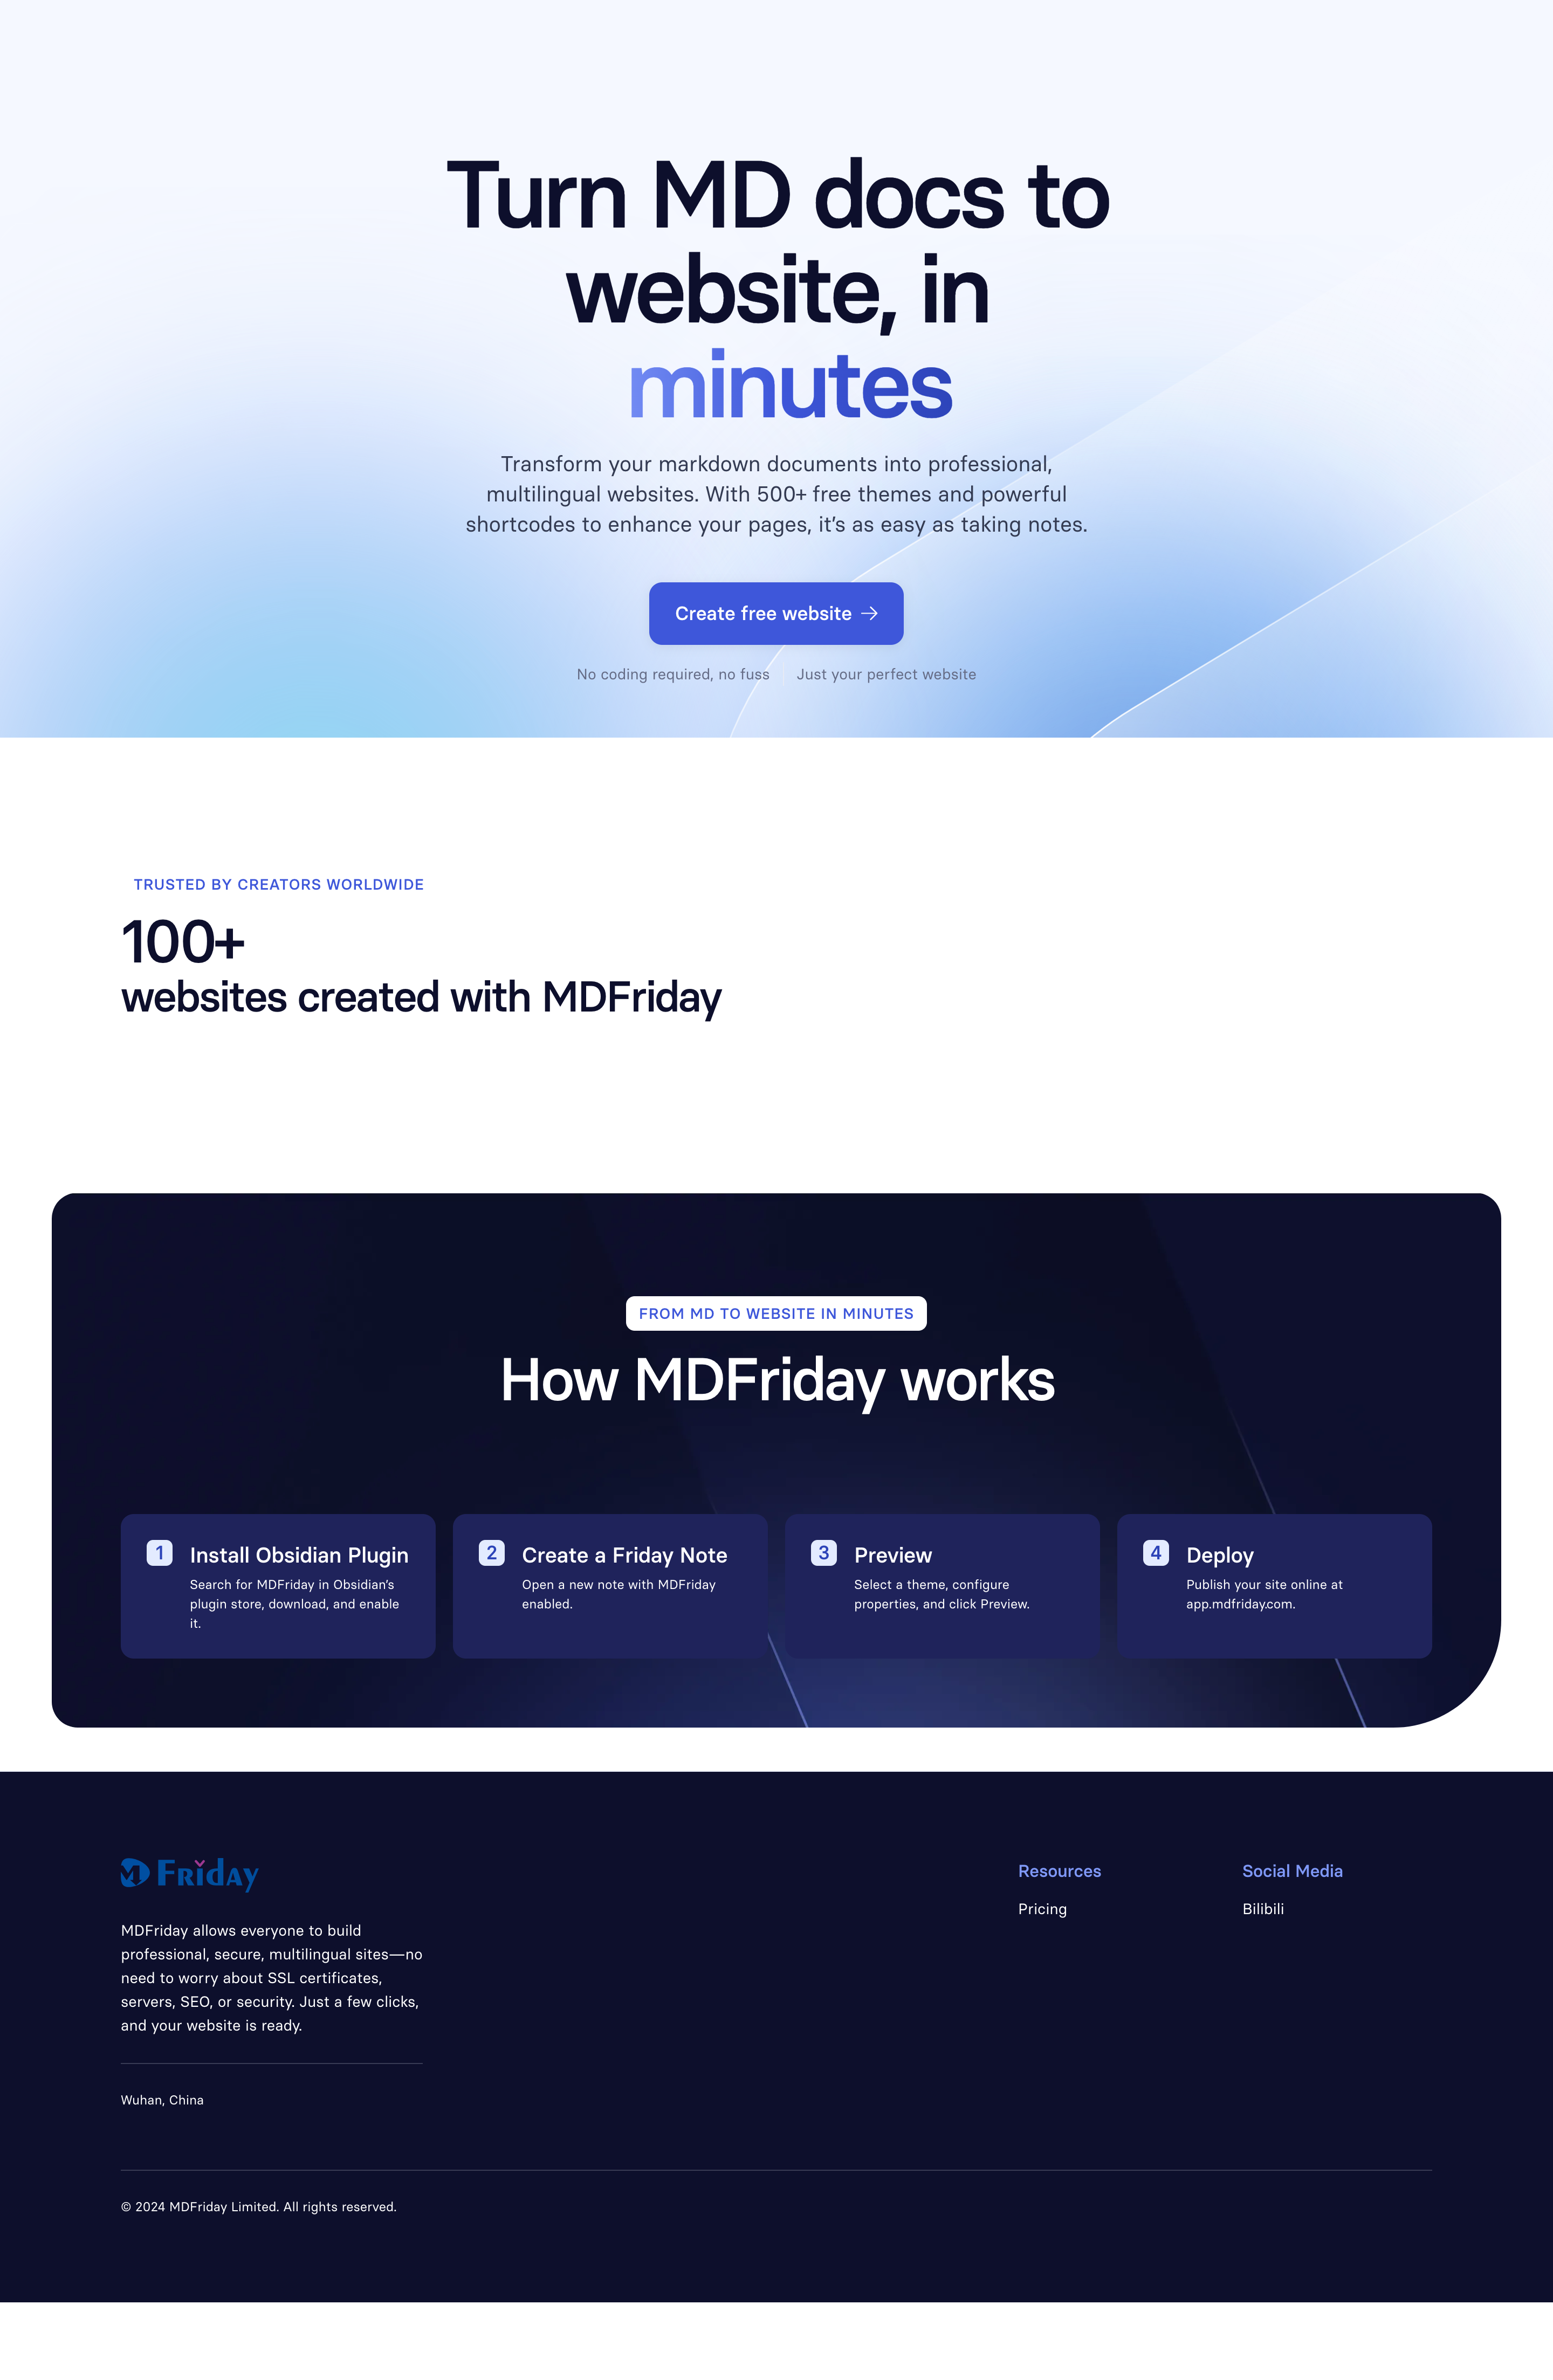 Turn MD docs to
website, in
minutes
Transform your markdown documents into professional,
multilingual websites. With 500+ free themes and powerful
shortcodes to enhance your pages, it's as easy as taking notes.
Create free website →
No coding required, no fuss
Just your perfect website
TRUSTED BY CREATORS WORLDWIDE
100+
websites created with MDFriday
FROM MD TO WEBSITE IN MINUTES
How MDFriday works
1
Install Obsidian Plugin
Search for MDFriday in Obsidian's
plugin store, download, and enable
it.
2
Create a Friday Note
Open a new note with MDFriday
enabled.
3
Preview
Select a theme, configure
properties, and click Preview.
4
Deploy
Publish your site online at
app.mdfriday.com.
MD Friday
MDFriday allows everyone to build
professional, secure, multilingual sites—no
need to worry about SSL certificates,
servers, SEO, or security. Just a few clicks,
and your website is ready.
Wuhan, China
Resources
Pricing
Social Media
Bilibili
© 2024 MDFriday Limited. All rights reserved.